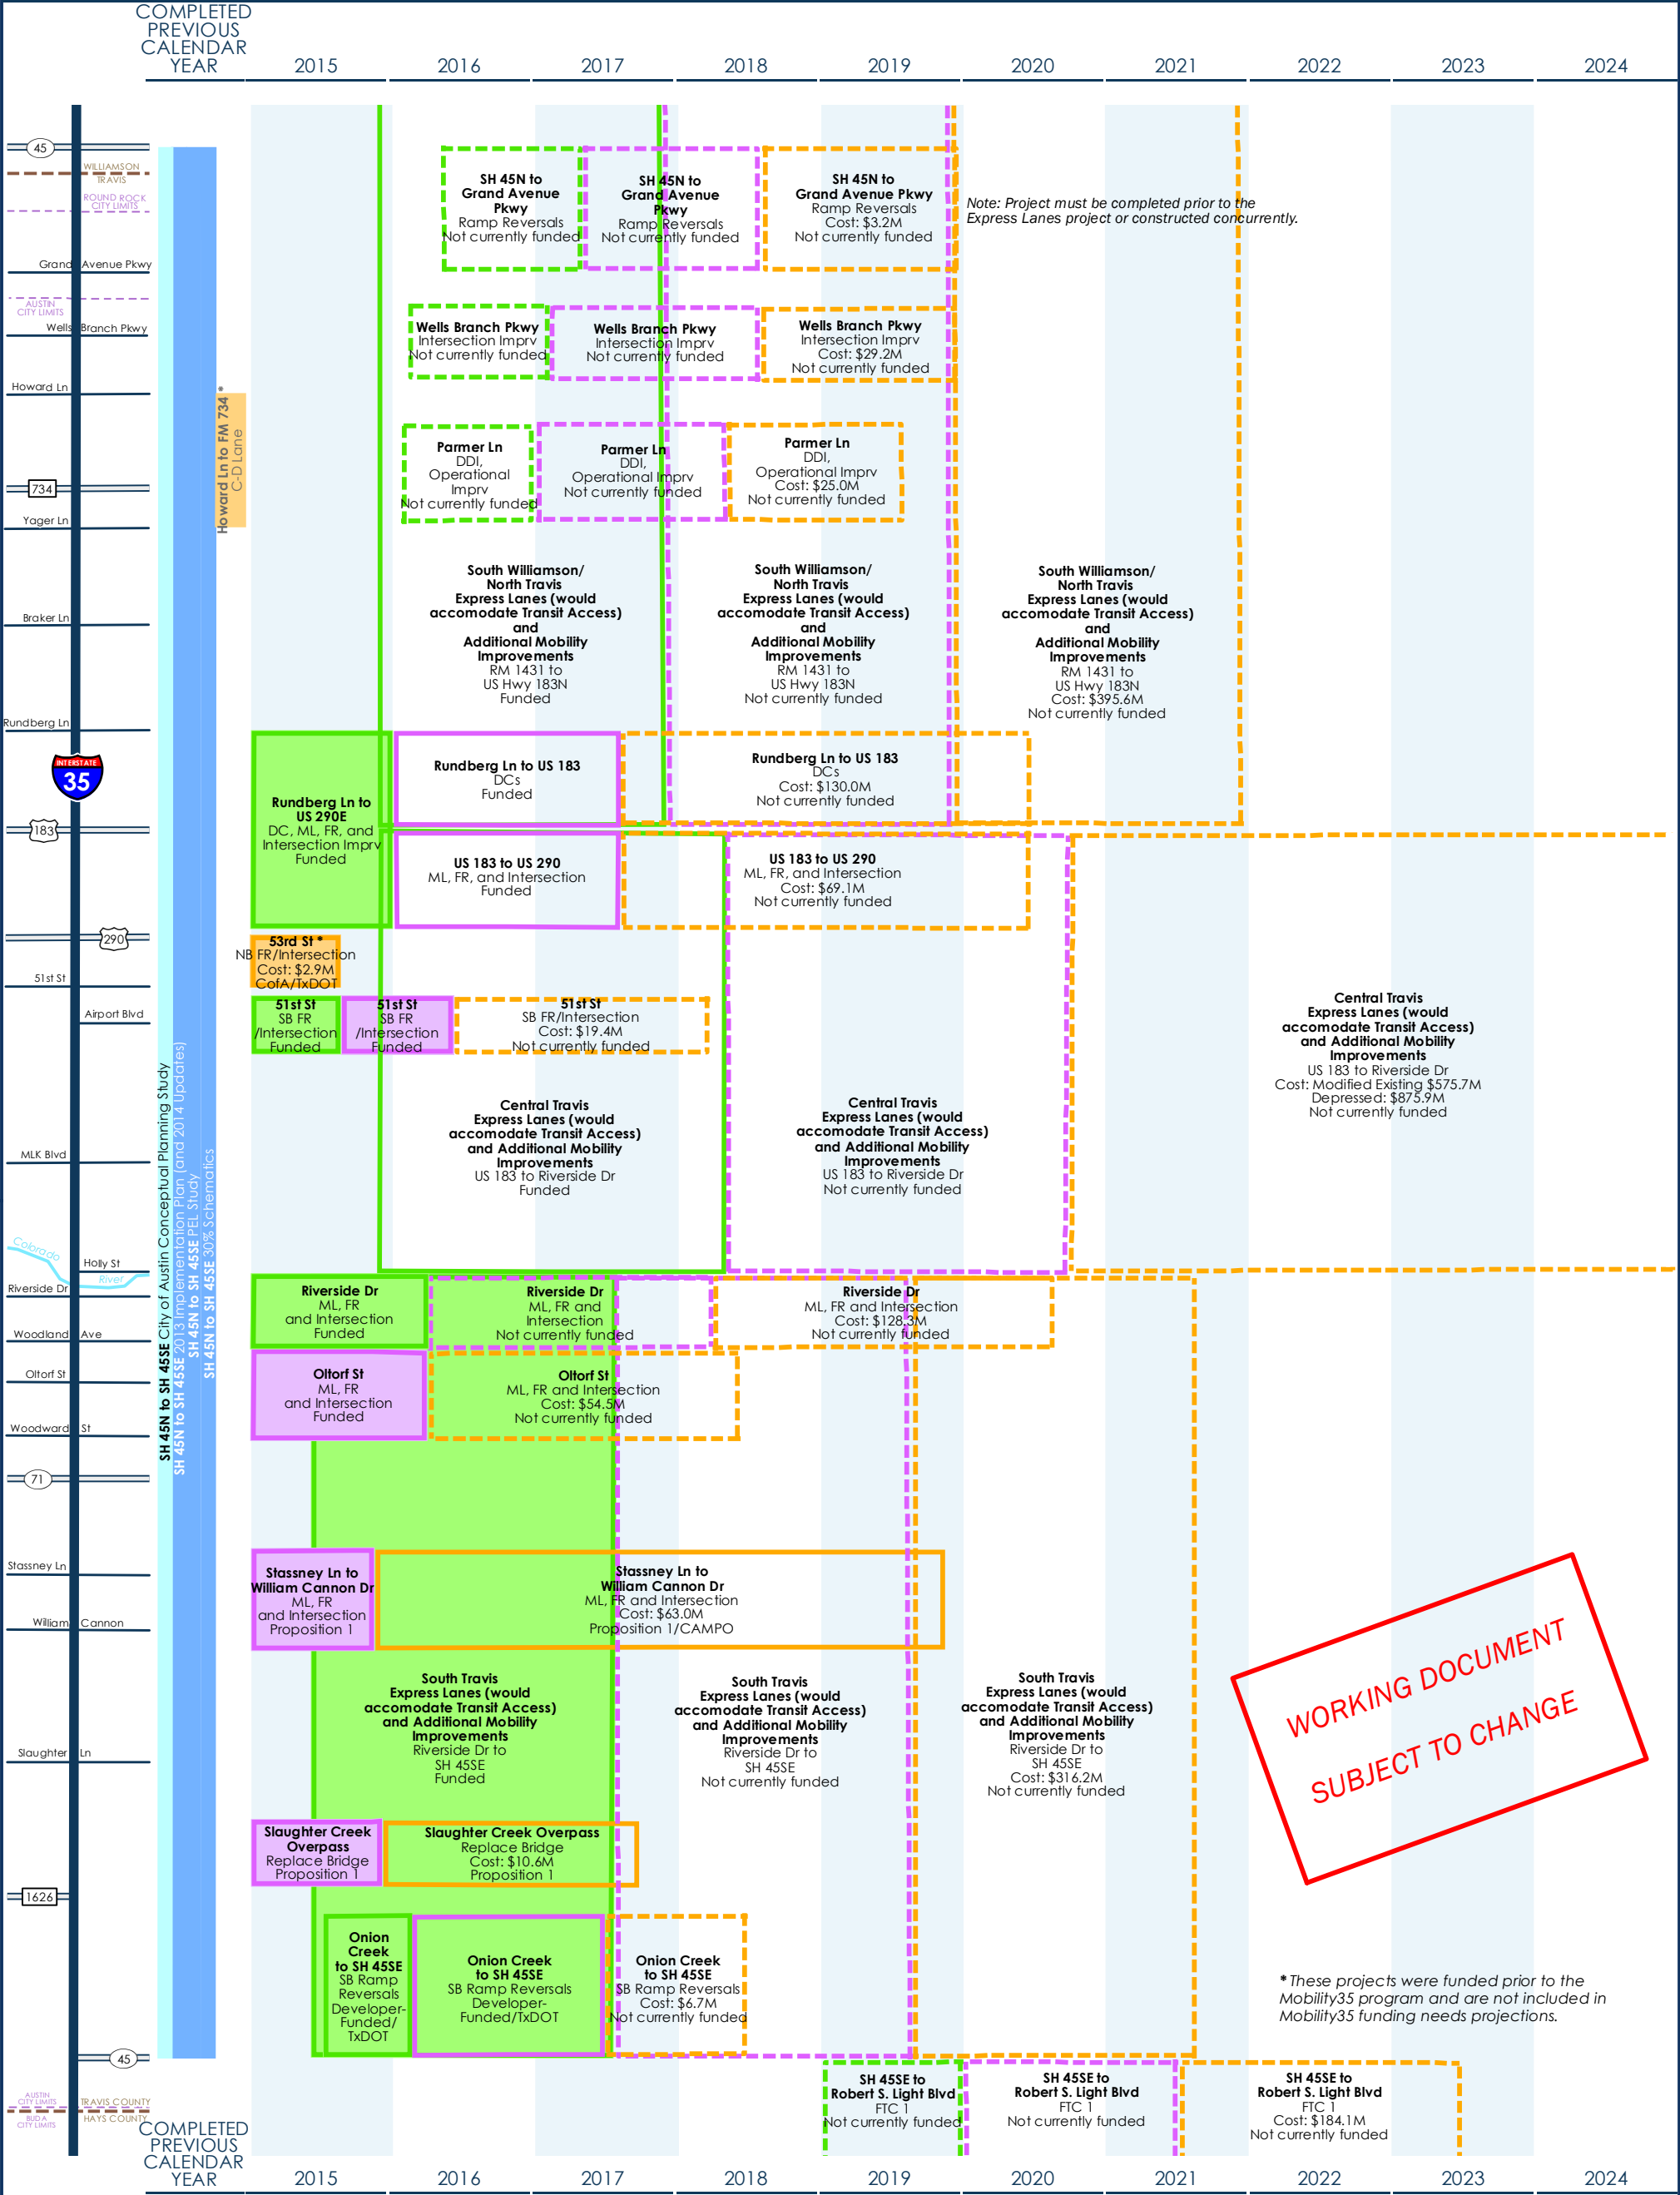 COMPLETED
PREVIOUS
CALENDAR
YEAR
2015
2016
2017
2018
2019
2020
2021
2022
2023
2024
45
WILLIAMSON
TRAVIS
ROUND ROCK
CITY LIMITS
Grand Avenue Pkwy
AUSTIN
CITY LIMITS
Wells Branch Pkwy
Howard Ln
734
Yager Ln
Braker Ln
Rundberg Ln
INTERSTATE
35
183
290
51st St
Airport Blvd
MLK Blvd
Colorado
River
Holly St
Riverside Dr
Woodland Ave
Oltorf St
Woodward St
71
Stassney Ln
William Cannon
Slaughter Ln
1626
45
AUSTIN
CITY LIMITS
TRAVIS COUNTY
HAYS COUNTY
BUDA
CITY LIMITS
SH 45N to SH 45SE City of Austin Conceptual Planning Study
SH 45N to SH 45SE 2013 Implementation Plan (and 2014 Updates)
SH 45N to SH 45SE PEL Study
SH 45N to SH 45SE 30% Schematics
Howard Ln to FM 734 *
C-D Lane
SH 45N to
Grand Avenue
Pkwy
Ramp Reversals
Not currently funded
SH 45N to
Grand Avenue
Pkwy
Ramp Reversals
Not currently funded
SH 45N to
Grand Avenue Pkwy
Ramp Reversals
Cost: $3.2M
Not currently funded
Note: Project must be completed prior to the
Express Lanes project or constructed concurrently.
Wells Branch Pkwy
Intersection Imprv
Not currently funded
Wells Branch Pkwy
Intersection Imprv
Not currently funded
Wells Branch Pkwy
Intersection Imprv
Cost: $29.2M
Not currently funded
Parmer Ln
DDI,
Operational
Imprv
Not currently funded
Parmer Ln
DDI,
Operational Imprv
Not currently funded
Parmer Ln
DDI,
Operational Imprv
Cost: $25.0M
Not currently funded
South Williamson/
North Travis
Express Lanes (would
accomodate Transit Access)
and
Additional Mobility
Improvements
RM 1431 to
US Hwy 183N
Funded
South Williamson/
North Travis
Express Lanes (would
accomodate Transit Access)
and
Additional Mobility
Improvements
RM 1431 to
US Hwy 183N
Not currently funded
South Williamson/
North Travis
Express Lanes (would
accomodate Transit Access)
and
Additional Mobility
Improvements
RM 1431 to
US Hwy 183N
Cost: $395.6M
Not currently funded
Rundberg Ln to
US 290E
DC, ML, FR, and
Intersection Imprv
Funded
Rundberg Ln to US 183
DCs
Funded
Rundberg Ln to US 183
DCs
Cost: $130.0M
Not currently funded
US 183 to US 290
ML, FR, and Intersection
Funded
US 183 to US 290
ML, FR, and Intersection
Cost: $69.1M
Not currently funded
53rd St *
NB FR/Intersection
Cost: $2.9M
CofA/TxDOT
51st St
SB FR
/Intersection
Funded
51st St
SB FR
/Intersection
Funded
51st St
SB FR/Intersection
Cost: $19.4M
Not currently funded
Central Travis
Express Lanes (would
accomodate Transit Access)
and Additional Mobility
Improvements
US 183 to Riverside Dr
Funded
Central Travis
Express Lanes (would
accomodate Transit Access)
and Additional Mobility
Improvements
US 183 to Riverside Dr
Not currently funded
Central Travis
Express Lanes (would
accomodate Transit Access)
and Additional Mobility
Improvements
US 183 to Riverside Dr
Cost: Modified Existing $575.7M
Depressed: $875.9M
Not currently funded
Riverside Dr
ML, FR
and Intersection
Funded
Riverside Dr
ML, FR and
Intersection
Not currently funded
Riverside Dr
ML, FR and Intersection
Cost: $128.3M
Not currently funded
Oltorf St
ML, FR
and Intersection
Funded
Oltorf St
ML, FR and Intersection
Cost: $54.5M
Not currently funded
Stassney Ln to
William Cannon Dr
ML, FR
and Intersection
Proposition 1
Stassney Ln to
William Cannon Dr
ML, FR and Intersection
Cost: $63.0M
Proposition 1/CAMPO
South Travis
Express Lanes (would
accomodate Transit Access)
and Additional Mobility
Improvements
Riverside Dr to
SH 45SE
Funded
South Travis
Express Lanes (would
accomodate Transit Access)
and Additional Mobility
Improvements
Riverside Dr to
SH 45SE
Not currently funded
South Travis
Express Lanes (would
accomodate Transit Access)
and Additional Mobility
Improvements
Riverside Dr to
SH 45SE
Cost: $316.2M
Not currently funded
WORKING DOCUMENT
SUBJECT TO CHANGE
Slaughter Creek
Overpass
Replace Bridge
Proposition 1
Slaughter Creek Overpass
Replace Bridge
Cost: $10.6M
Proposition 1
Onion
Creek
to SH 45SE
SB Ramp
Reversals
Developer-
Funded/
TxDOT
Onion Creek
to SH 45SE
SB Ramp Reversals
Developer-
Funded/TxDOT
Onion Creek
to SH 45SE
SB Ramp Reversals
Cost: $6.7M
Not currently funded
* These projects were funded prior to the
Mobility35 program and are not included in
Mobility35 funding needs projections.
SH 45SE to
Robert S. Light Blvd
FTC 1
Not currently funded
SH 45SE to
Robert S. Light Blvd
FTC 1
Not currently funded
SH 45SE to
Robert S. Light Blvd
FTC 1
Cost: $184.1M
Not currently funded
COMPLETED
PREVIOUS
CALENDAR
YEAR
2015
2016
2017
2018
2019
2020
2021
2022
2023
2024